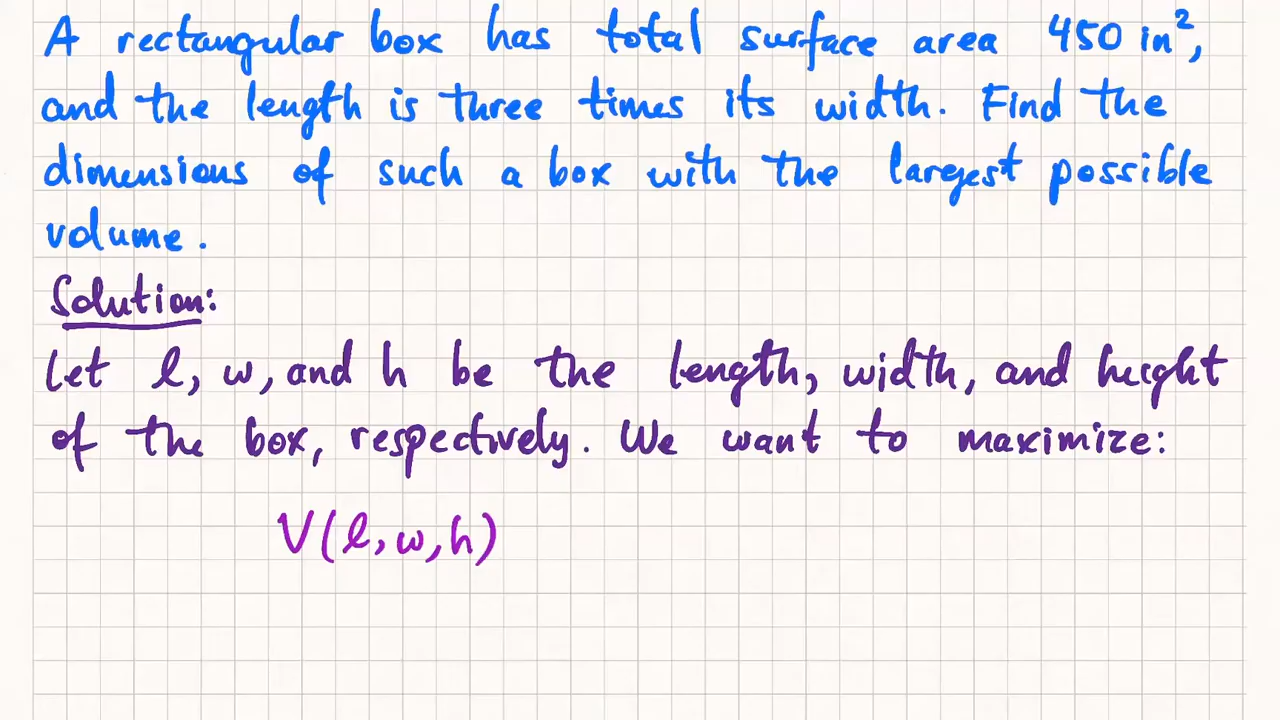 A rectangular box has total surface area 450 in²,
and the length is three times its width. Find the
dimensions of such a box with the largest possible
volume.
Solution:
Let l, w, and h be the length, width, and height
of the box, respectively. We want to maximize:
V(l, w, h)